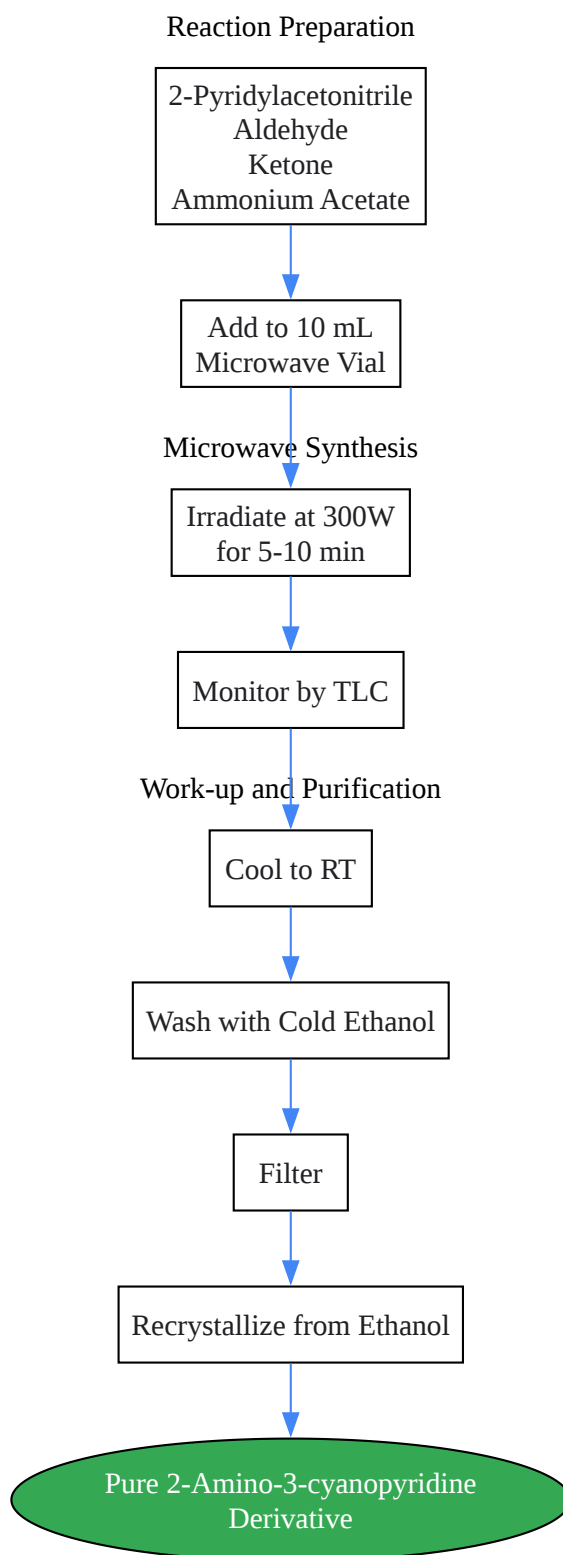 Reaction Preparation
2-Pyridylacetonitrile
Aldehyde
Ketone
Ammonium Acetate
Add to 10 mL
Microwave Vial
Microwave Synthesis
Irradiate at 300W
for 5-10 min
Monitor by TLC
Work-up and Purification
Cool to RT
Wash with Cold Ethanol
Filter
Recrystallize from Ethanol
Pure 2-Amino-3-cyanopyridine
Derivative